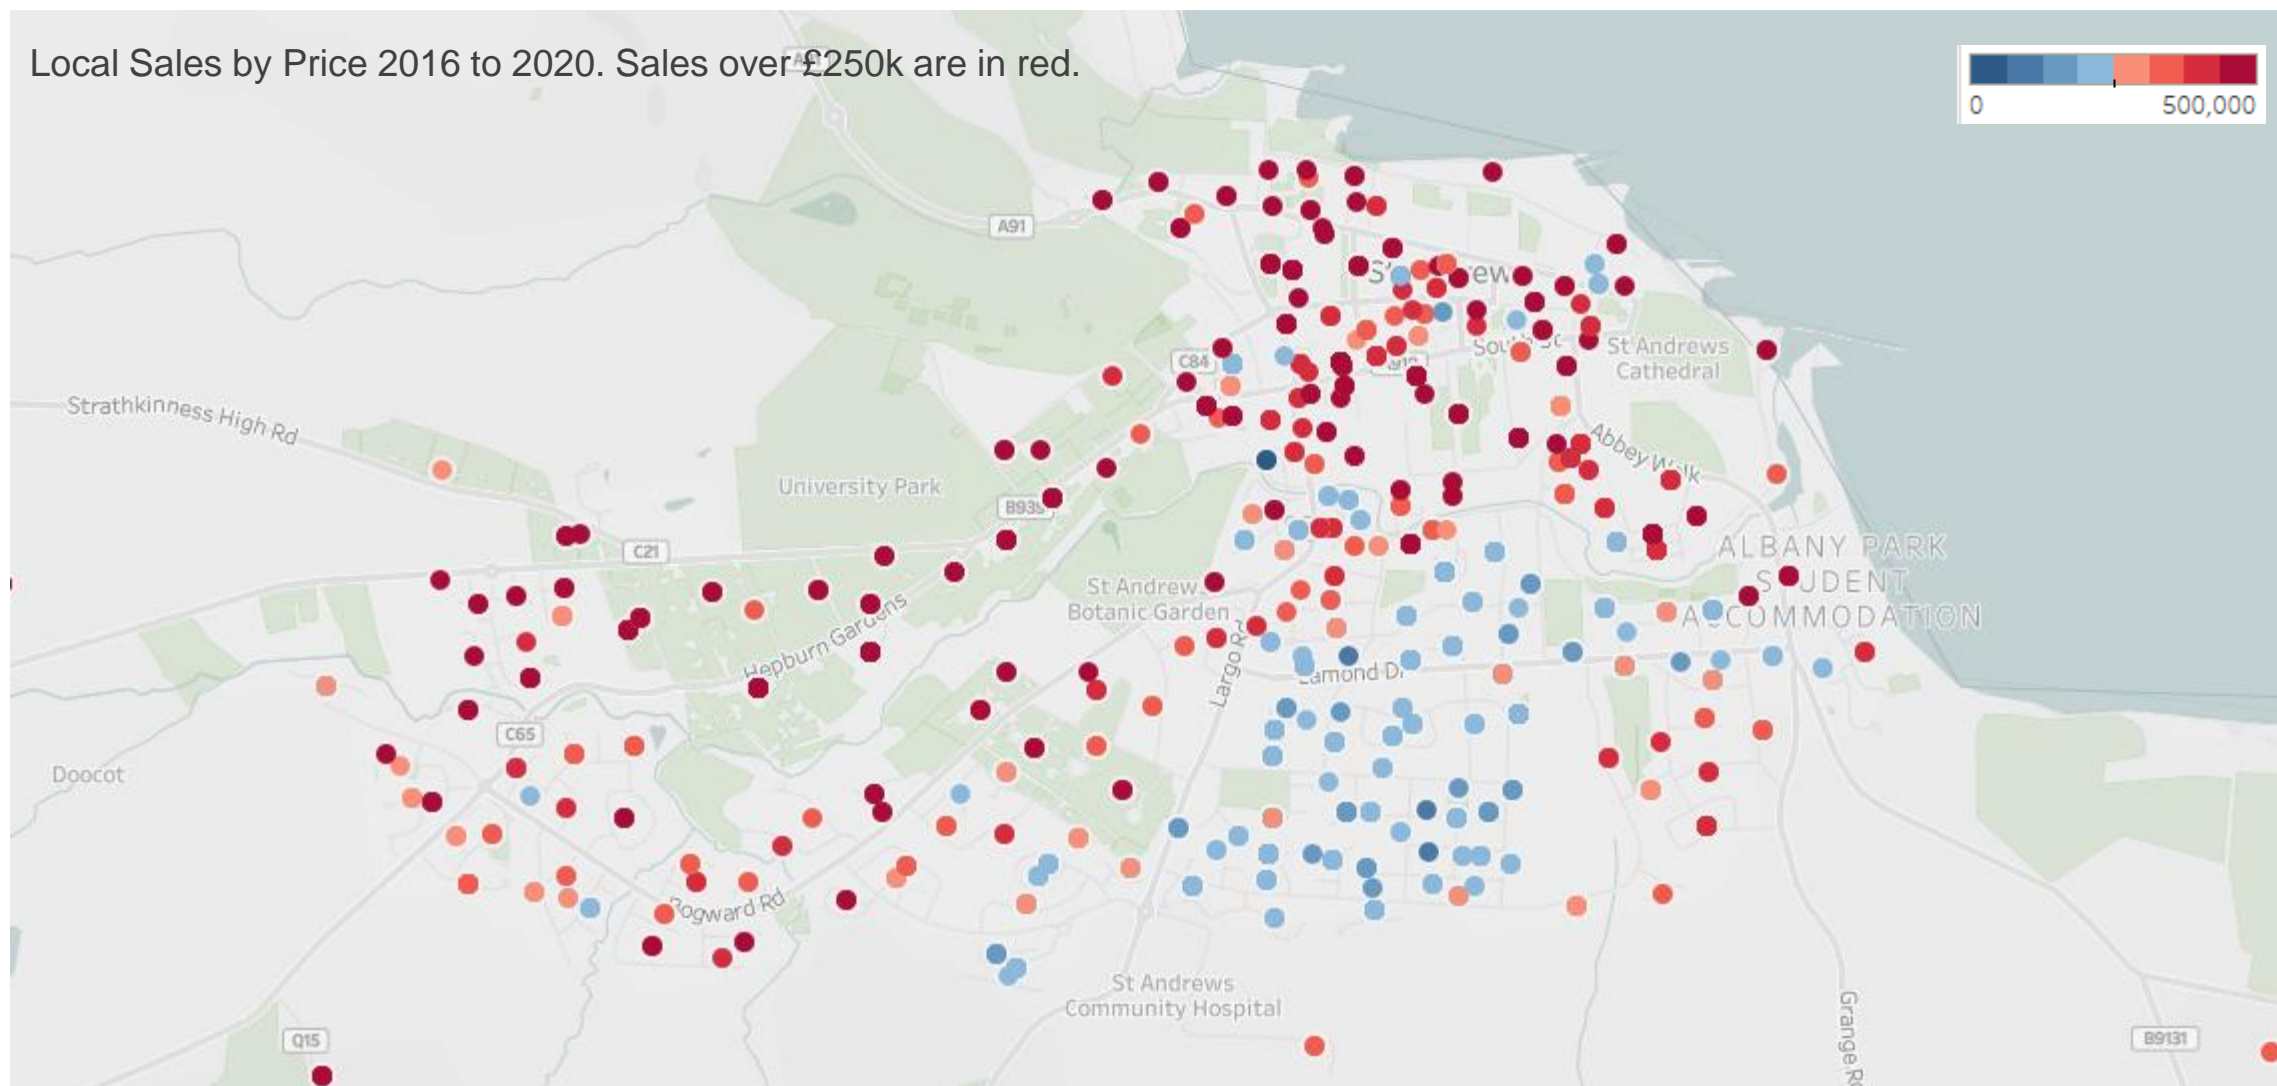 Local Sales by Price 2016 to 2020. Sales over £250k are in red.
0
500,000
A91
C84
St Andrews
Cathedral
Strathkinness High Rd
Abbey Walk
University Park
C21
ALBANY PARK
STUDENT
ACCOMMODATION
St Andrews
Botanic Garden
Hepburn Gardens
Largo Rd
Lamond Dr
C65
Doocot
Bogward Rd
St Andrews
Community Hospital
Grange Rd
Q15
B9131